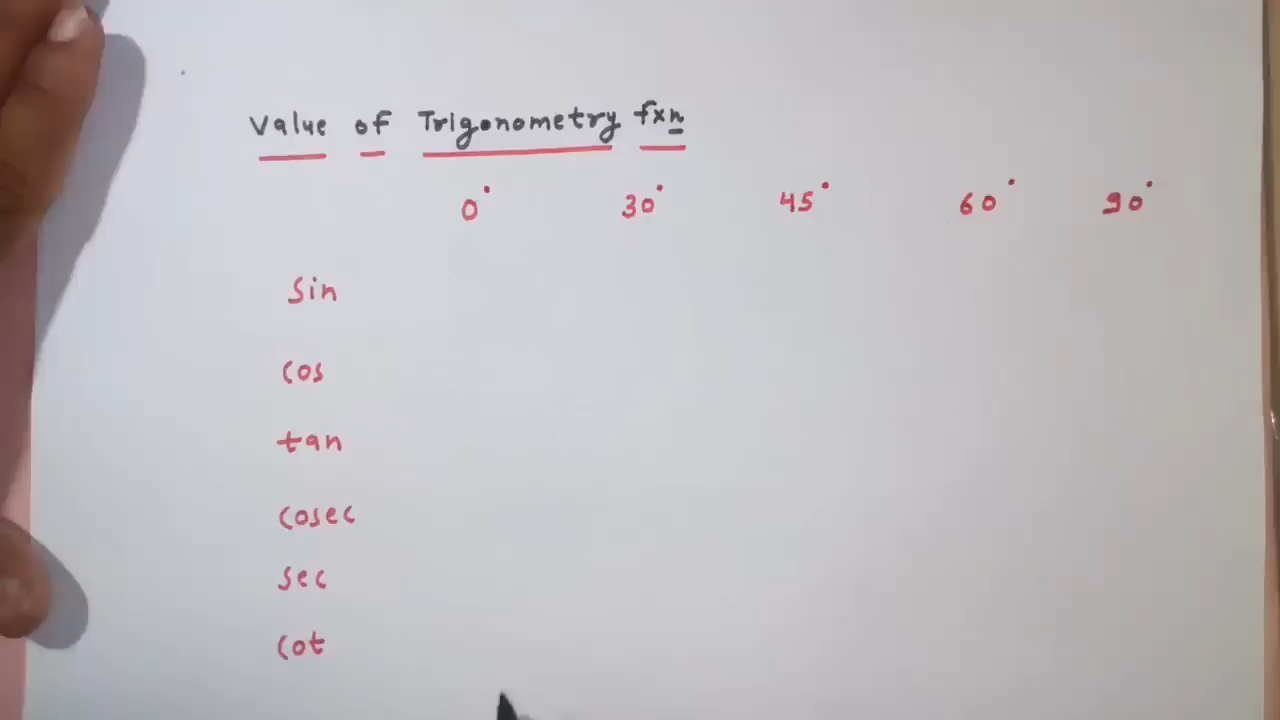 Value of Trigonometry fxn
0° 30° 45° 60° 90°
Sin
Cos
tan
Cosec
Sec
Cot